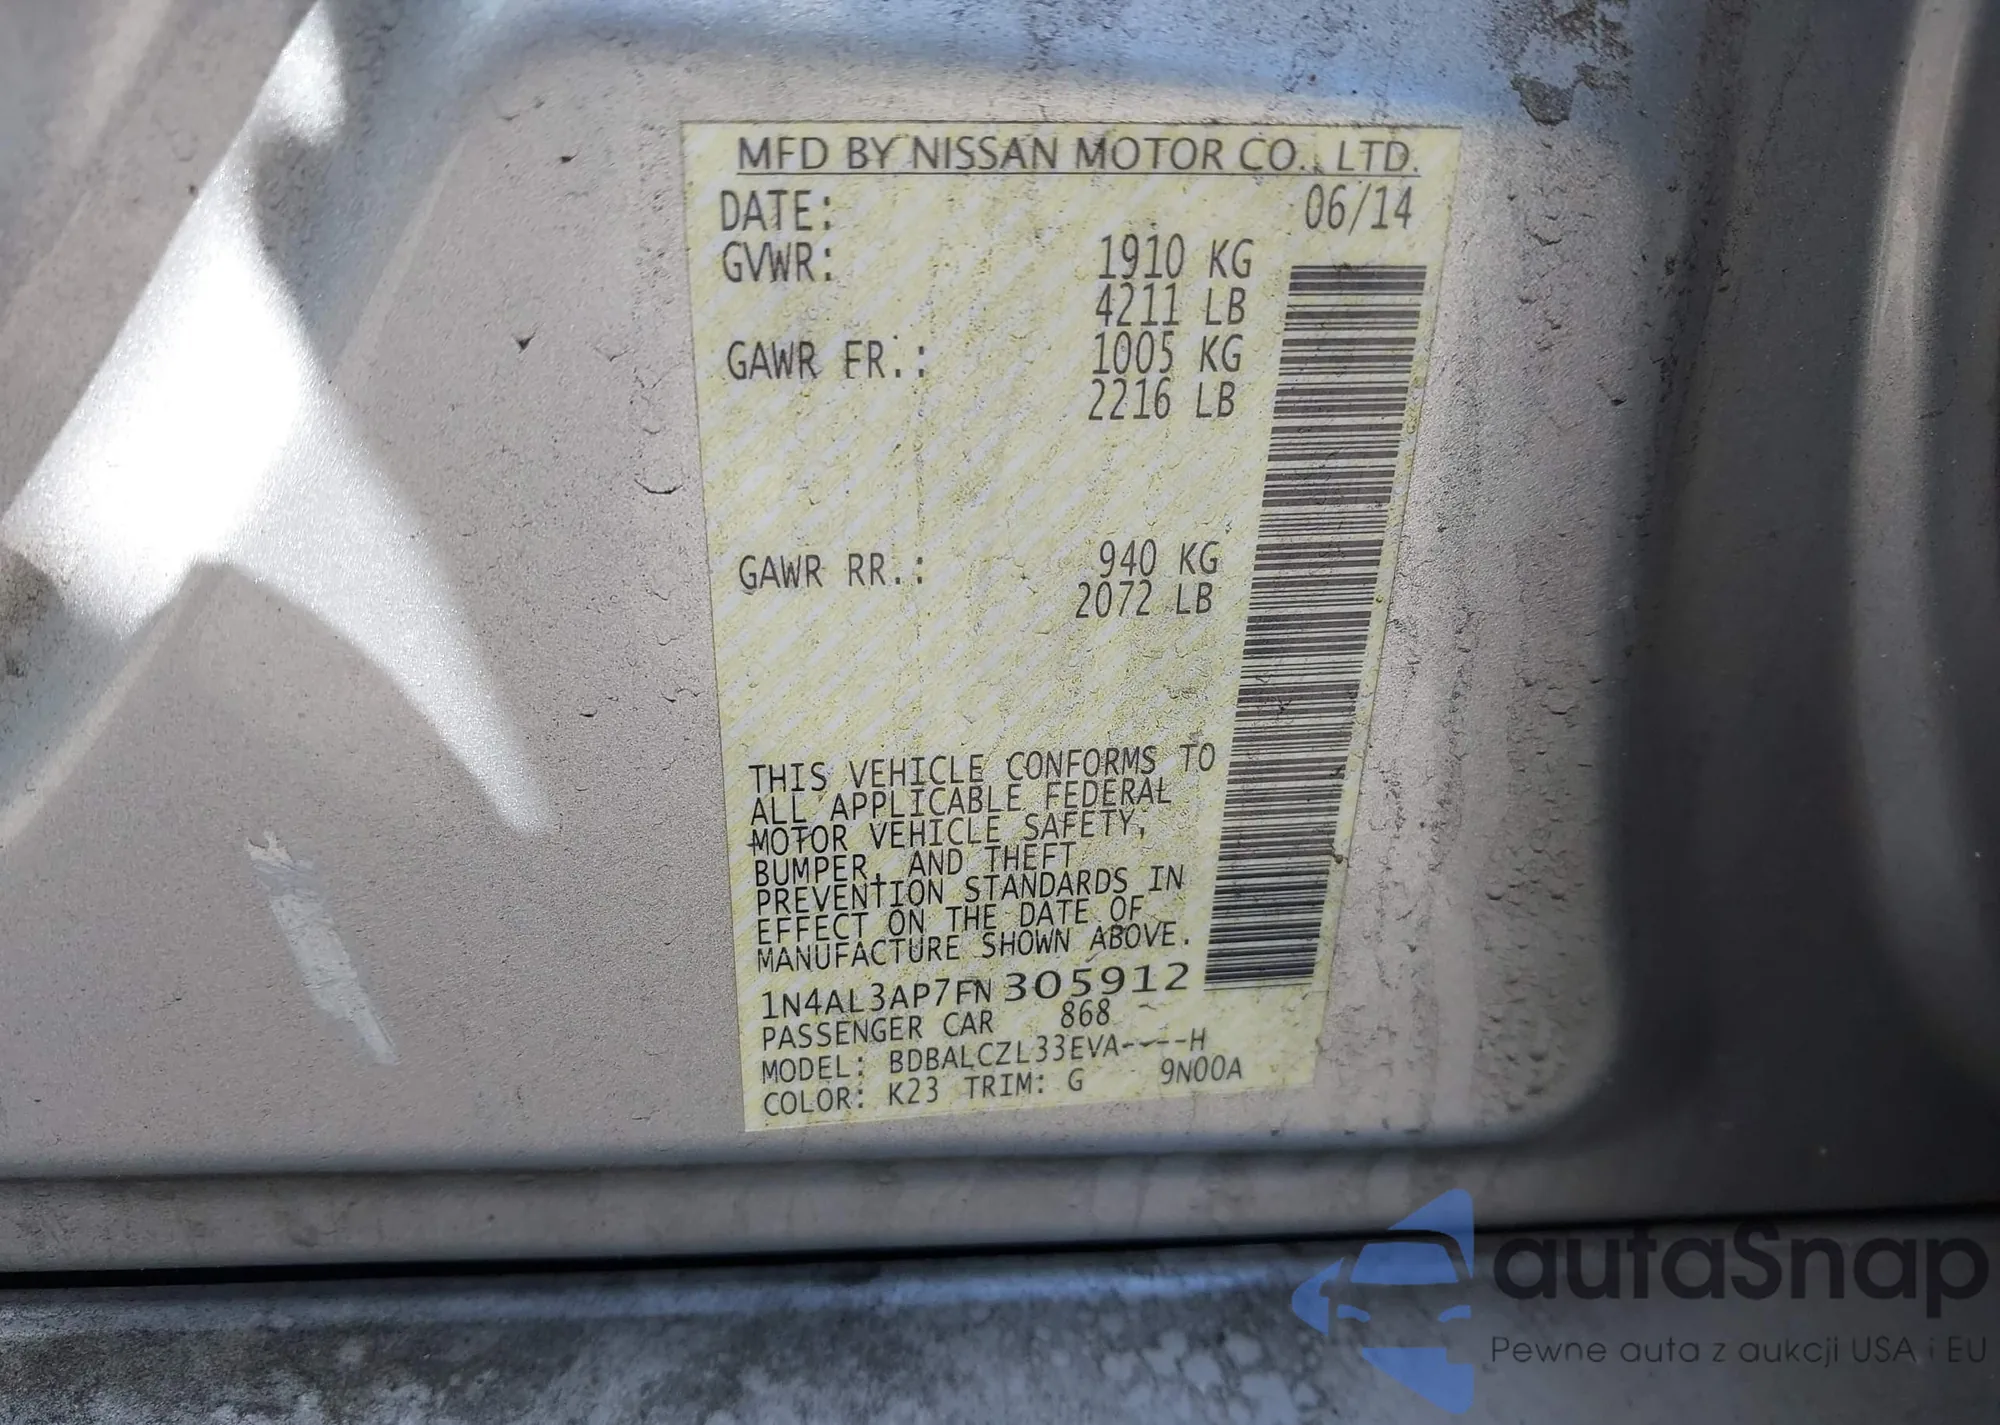 MFD BY NISSAN MOTOR CO., LTD.
DATE: 06/14
GVWR: 1910 KG
4211 LB
GAWR FR.: 1005 KG
2216 LB
GAWR RR.: 940 KG
2072 LB
THIS VEHICLE CONFORMS TO
ALL APPLICABLE FEDERAL
MOTOR VEHICLE SAFETY,
BUMPER, AND THEFT
PREVENTION STANDARDS IN
EFFECT ON THE DATE OF
MANUFACTURE SHOWN ABOVE.
1N4AL3AP7FN305912
PASSENGER CAR 868
MODEL: BDBALCZL33EVA----H
COLOR: K23 TRIM: G 9N00A
autaSnap
Pewne auta z aukcji USA i EU